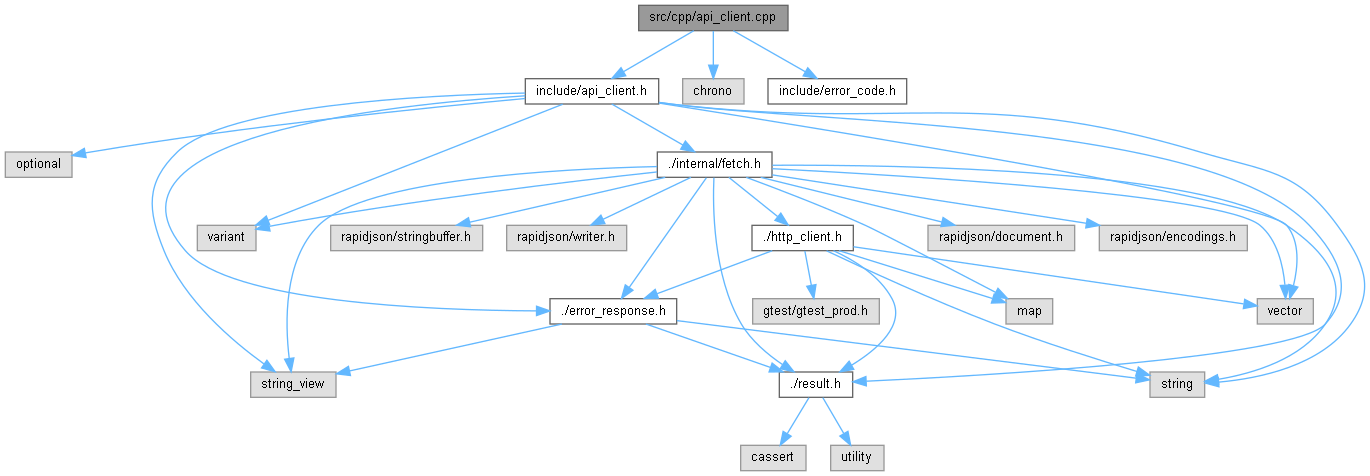 src/cpp/api_client.cpp
include/api_client.h
chrono
include/error_code.h
optional
./internal/fetch.h
variant
rapidjson/stringbuffer.h
rapidjson/writer.h
./http_client.h
rapidjson/document.h
rapidjson/encodings.h
./error_response.h
gtest/gtest_prod.h
map
vector
string_view
./result.h
string
cassert
utility